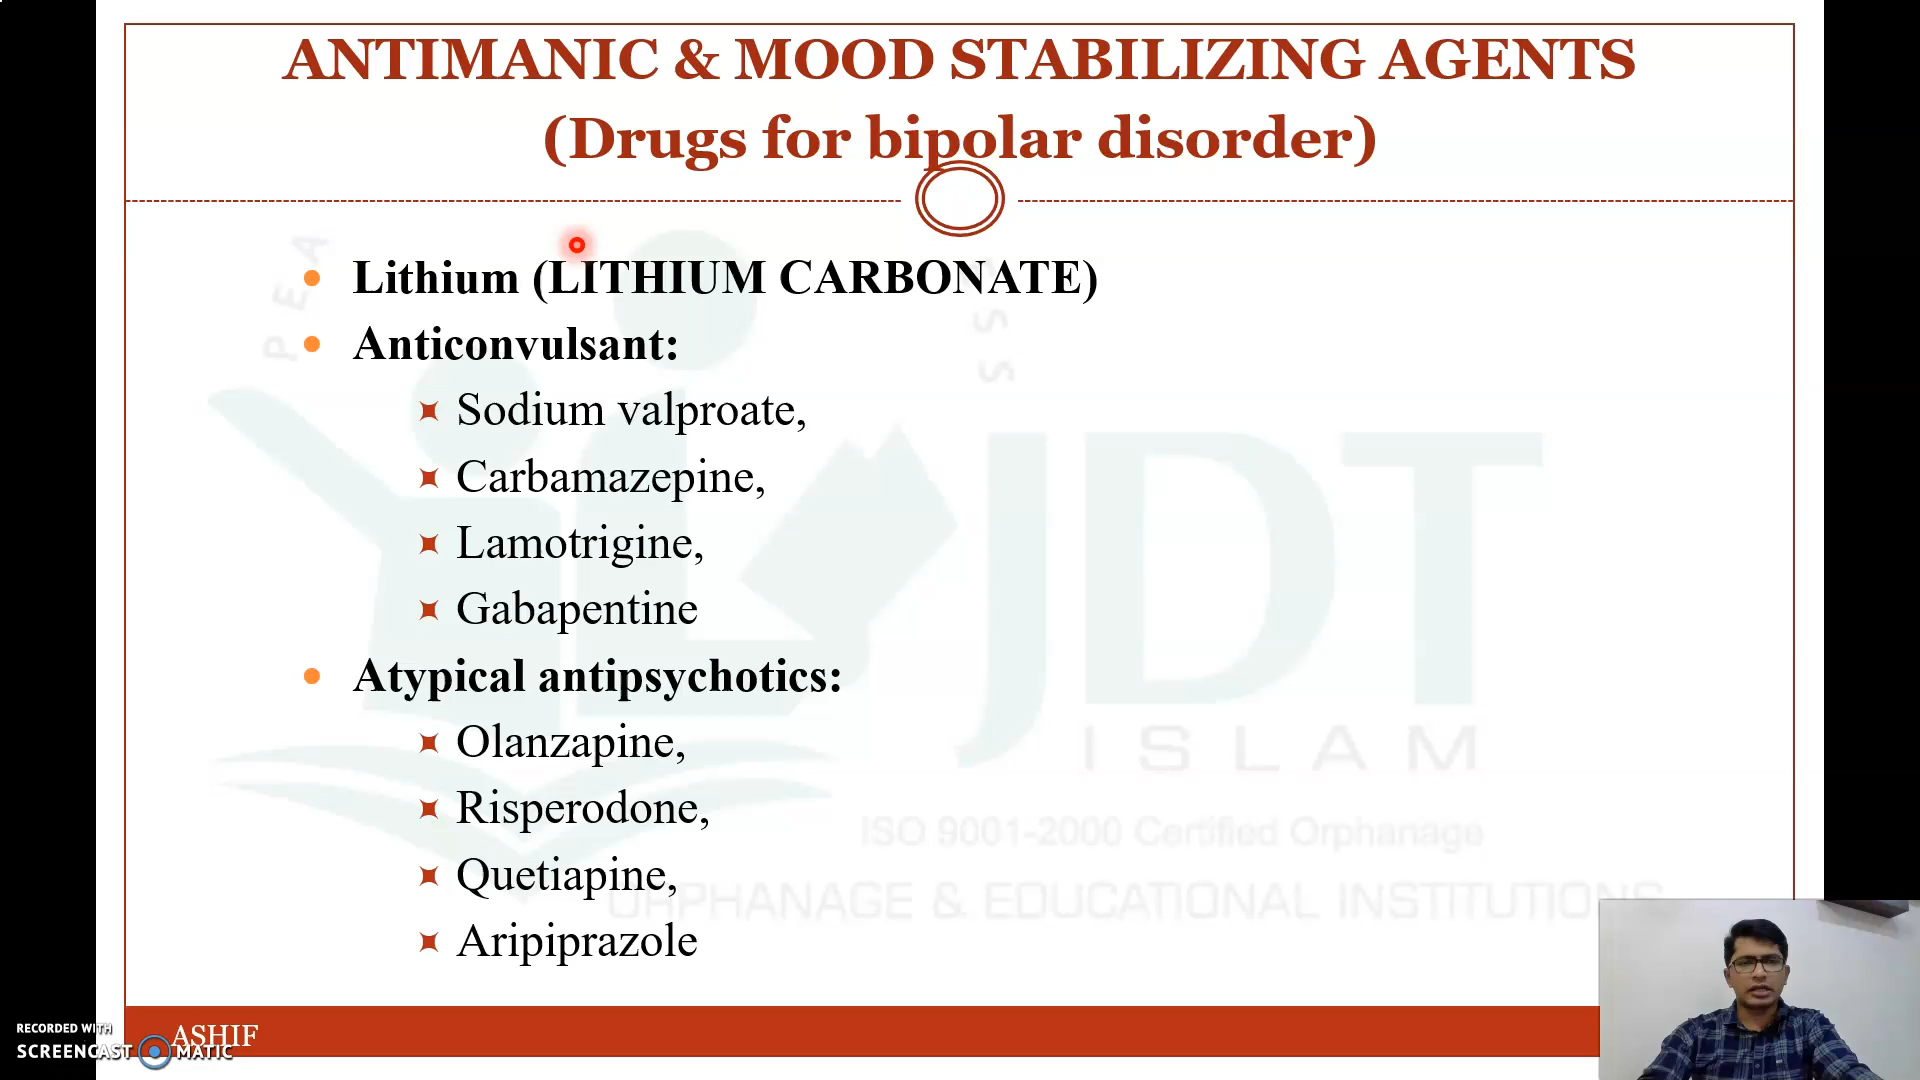 ANTIMANIC & MOOD STABILIZING AGENTS
(Drugs for bipolar disorder)
Lithium (LITHIUM CARBONATE)
Anticonvulsant:
Sodium valproate,
Carbamazepine,
Lamotrigine,
Gabapentine
Atypical antipsychotics:
Olanzapine,
Risperodone,
Quetiapine,
Aripiprazole
PEA
SS
JDT
ISLAM
ISO 9001-2000 Certified Orphanage
ORPHANAGE & EDUCATIONAL INSTITUTIONS
ASHIF
RECORDED WITH
SCREENCAST MATIC